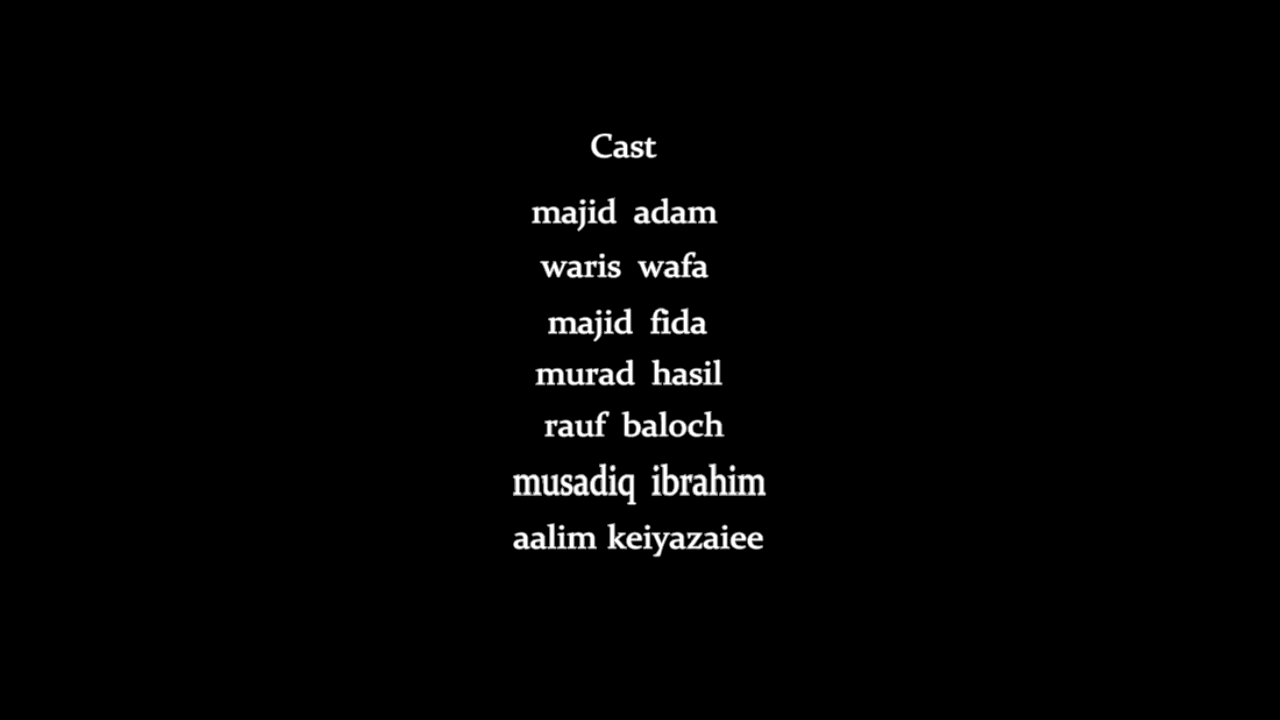 Cast
majid adam
waris wafa
majid fida
murad hasil
rauf baloch
musadiq ibrahim
aalim keiyazaiee